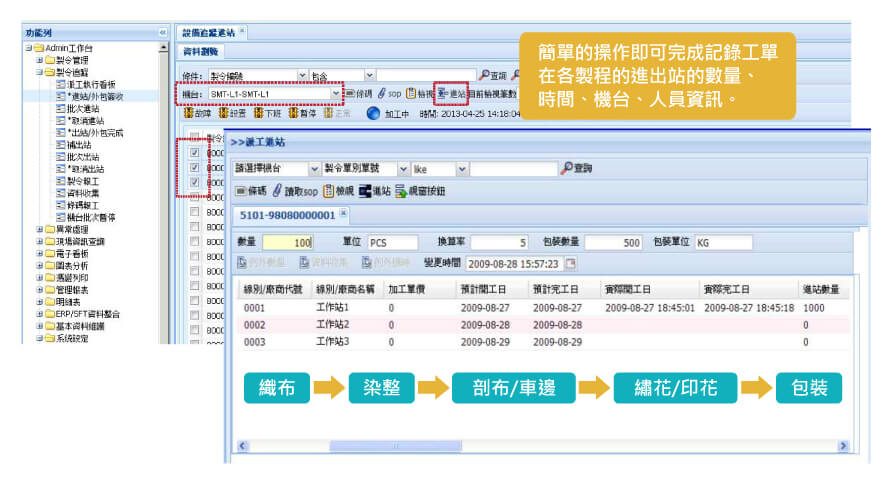 功能列
Admin工作台
製令管理
製令追蹤
派工執行看板
*進站/外包簽收
批次進站
*取消進站
*出站/外包完成
補出站
批次出站
*取消出站
製令報工
資料收集
條碼報工
機台批次暫停
異常處理
現場資訊查詢
電子看板
圖表分析
憑證列印
管理報表
明細表
ERP/SFT資料整合
基本資料維護
系統設定
設備追蹤進站
資料瀏覽
條件: 製令編號 包含 查詢
機台: SMT-L1-SMT-L1 條碼 sop 檢視 進站 目前檢視筆數
故障 設置 下班 暫停 正常 加工中 時間: 2013-04-25 14:18:04
簡單的操作即可完成記錄工單
在各製程的進出站的數量、
時間、機台、人員資訊。
>>派工進站
請選擇機台 製令單別單號 like 查詢
條碼 讀取sop 檢視 進站 視窗按鈕
5101-98080000001
數量 100 單位 PCS 換算率 5 包裝數量 500 包裝單位 KG
變更時間 2009-08-28 15:57:23
線別/廠商代號 線別/廠商名稱 加工單價 預計開工日 預計完工日 實際開工日 實際完工日 進站數量
0001 工作站1 0 2009-08-27 2009-08-27 2009-08-27 18:45:01 2009-08-27 18:45:18 1000
0002 工作站2 0 2009-08-28 2009-08-28 0
0003 工作站3 0 2009-08-29 2009-08-29 0
織布 染整 剖布/車邊 繡花/印花 包裝